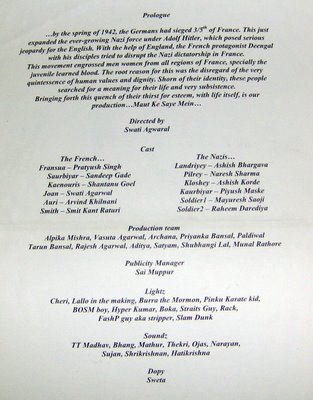 Prologue
…by the spring of 1942, the Germans had sieged 3/5th of France. This just
expanded the ever-growing Nazi force under Adolf Hitler, which posed serious
jeopardy for the English. With the help of England, the French protagonist Deengal
with his disciples tried to disrupt the Nazi dictatorship in France.
This movement engrossed men women from all regions of France, specially the
juvenile learned blood. The root reason for this was the disregard of the very
quintessence of human values and dignity. Shorn of their identity, these people
searched for a meaning for their life and very subsistence.
Bringing forth this quench of their thirst for esteem, with life itself, is our
production…Maut Ke Saye Mein…
Directed by
Swati Agwaral
Cast
The French… The Nazis…
Fransua – Pratyush Singh Landriyey – Ashish Bhargava
Saurbiyar – Sandeep Gade Pilrey – Naresh Sharma
Kaenouris – Shantanu Goel Kloshey – Ashish Korde
Joan – Swati Agarwal Kaurbiyar – Piyush Maske
Auri – Arvind Khilnani Soldier1 – Mayuresh Saoji
Smith – Smit Kant Raturi Soldier2 – Raheem Darediya
Production team
Alpika Mishra, Vasuta Agarwal, Archana, Priyanka Bansal, Paldiwal
Tarun Bansal, Rajesh Agarwal, Aditya, Satyam, Shubhangi Lal, Munal Rathore
Publicity Manager
Sai Muppur
Lightz
Cheri, Lallo in the making, Burra the Mormon, Pinku Karate kid,
BOSM boy, Hyper Kumar, Boka, Straits Guy, Rack,
FashP guy aka stripper, Slam Dunk
Soundz
TT Madhav, Bhang, Mathur, Thekri, Ojas, Narayan,
Sujan, Shrikrishnan, Hatikrishna
Dopy
Sweta